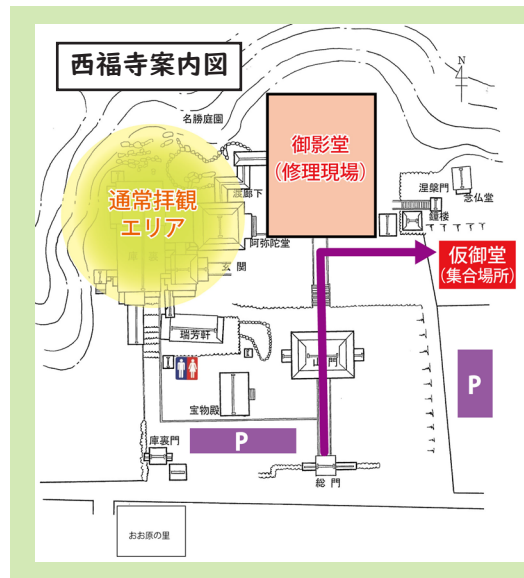 西福寺案内図
N
名勝庭園
御影堂
(修理現場)
涅槃門
念仏堂
渡廊下
鐘楼
通常拝観
エリア
阿弥陀堂
仮御堂
(集合場所)
庫裏
玄関
瑞芳軒
山門
P
宝物殿
P
庫裏門
総門
おお原の里